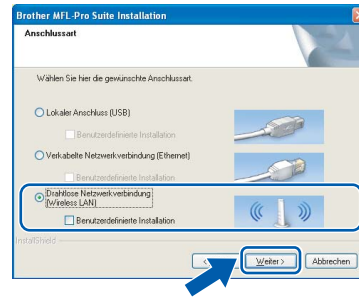 Brother MFL-Pro Suite Installation
Anschlussart
Wählen Sie hier die gewünschte Anschlussart.
Lokaler Anschluss (USB)
Benutzerdefinierte Installation
Verkabelte Netzwerkverbindung (Ethernet)
Benutzerdefinierte Installation
Drahtlose Netzwerkverbindung
(Wireless LAN)
Benutzerdefinierte Installation
InstallShield
< Weiter > Abbrechen